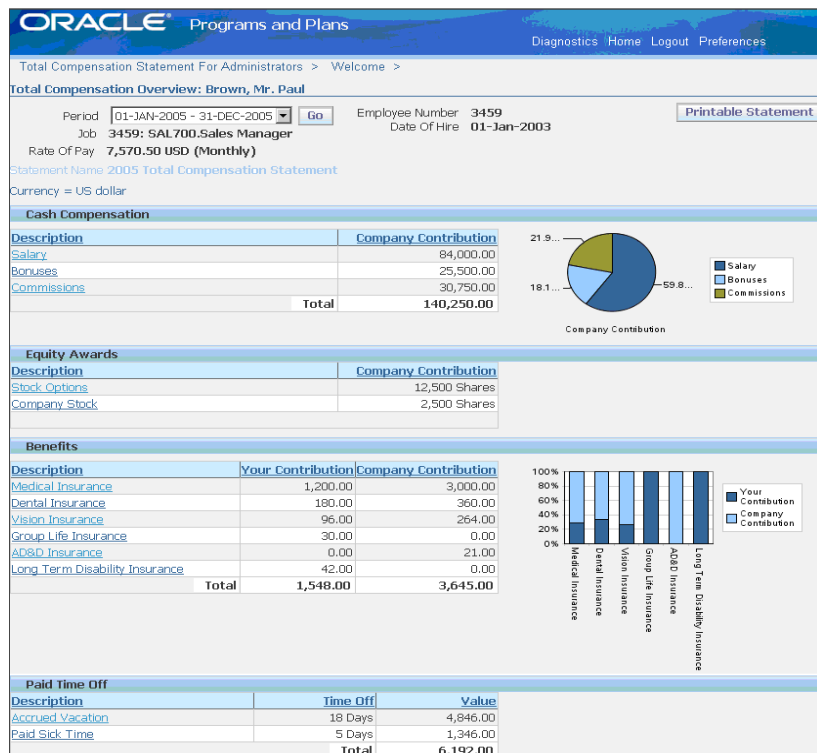 ORACLE Programs and Plans
Diagnostics Home Logout Preferences
Total Compensation Statement For Administrators > Welcome >
Total Compensation Overview: Brown, Mr. Paul
Period 01-JAN-2005 - 31-DEC-2005 Go Employee Number 3459 Printable Statement
Job 3459: SAL700.Sales Manager Date Of Hire 01-Jan-2003
Rate Of Pay 7,570.50 USD (Monthly)
Statement Name 2005 Total Compensation Statement
Currency = US dollar
Cash Compensation
Description Company Contribution
Salary 84,000.00
Bonuses 25,500.00
Commissions 30,750.00
Total 140,250.00
21.9...
18.1...
59.8...
Salary
Bonuses
Commissions
Company Contribution
Equity Awards
Description Company Contribution
Stock Options 12,500 Shares
Company Stock 2,500 Shares
Benefits
Description Your Contribution Company Contribution
Medical Insurance 1,200.00 3,000.00
Dental Insurance 180.00 360.00
Vision Insurance 96.00 264.00
Group Life Insurance 30.00 0.00
AD&D Insurance 0.00 21.00
Long Term Disability Insurance 42.00 0.00
Total 1,548.00 3,645.00
100%
80%
60%
40%
20%
0%
Medical Insurance
Dental Insurance
Vision Insurance
Group Life Insurance
AD&D Insurance
Long Term Disability Insurance
Your
Contribution
Company
Contribution
Paid Time Off
Description Time Off Value
Accrued Vacation 18 Days 4,846.00
Paid Sick Time 5 Days 1,346.00
Total 6,192.00